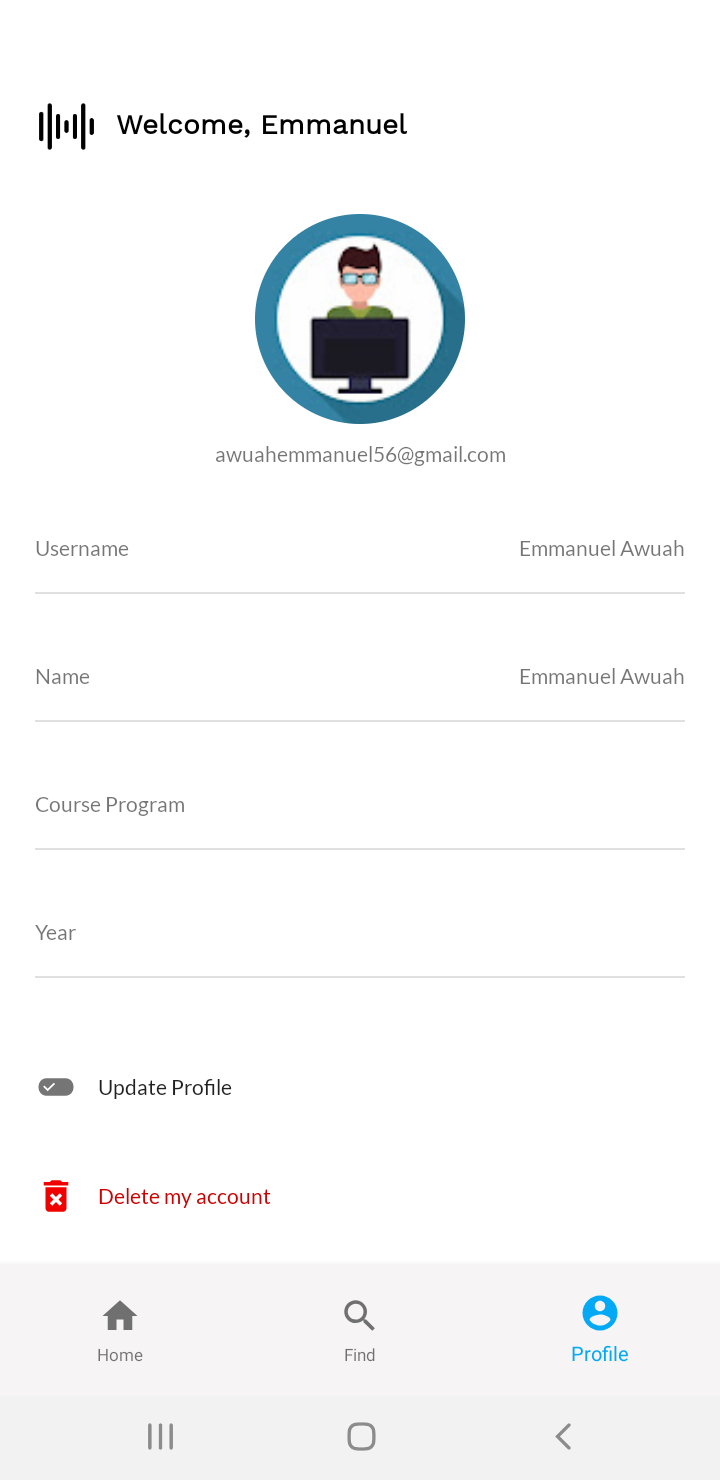 Welcome, Emmanuel
awuahemmanuel56@gmail.com
Username Emmanuel Awuah
Name Emmanuel Awuah
Course Program
Year
Update Profile
Delete my account
Home Find Profile